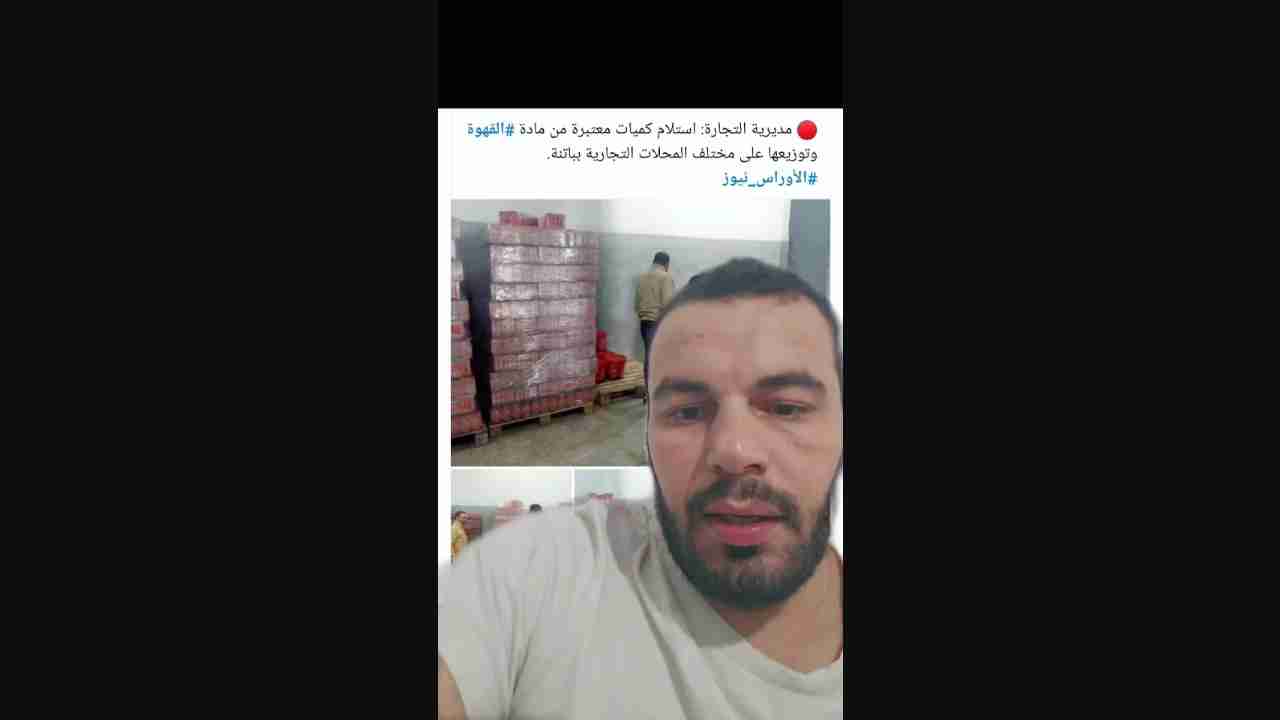 🔴 مديرية التجارة: استلام كميات معتبرة من مادة #القهوة
وتوزيعها على مختلف المحلات التجارية بباتنة.
#الأوراس_نيوز